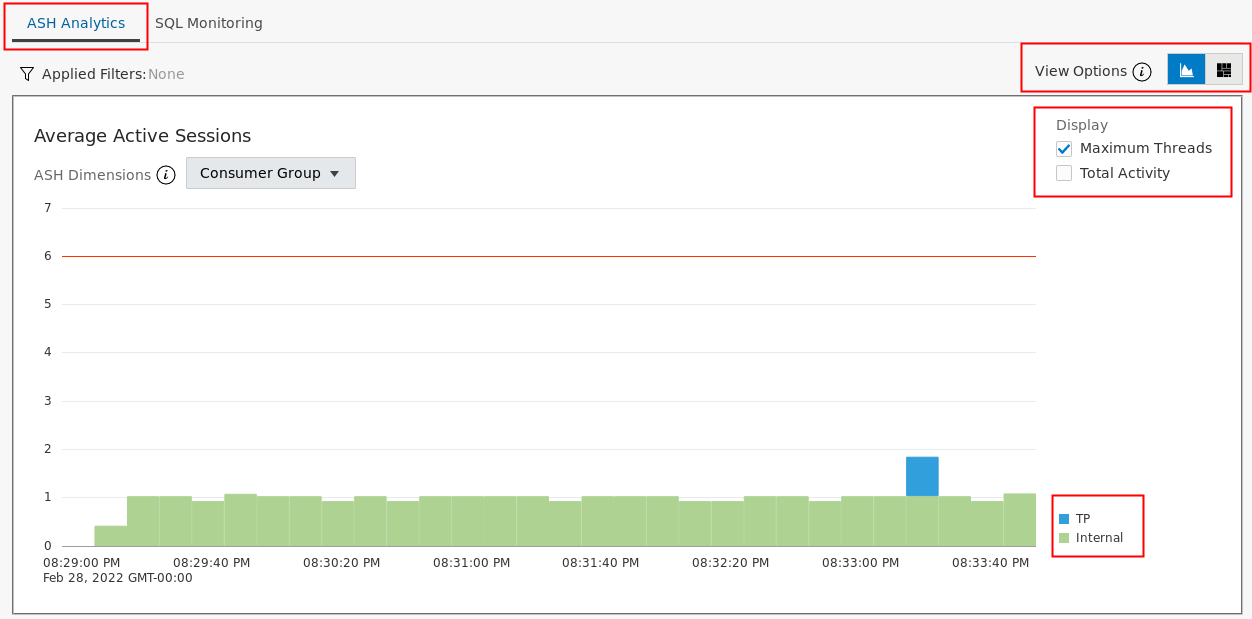 ASH Analytics SQL Monitoring
Applied Filters: None
View Options i
Average Active Sessions
Display
Maximum Threads
Total Activity
ASH Dimensions i Consumer Group
7
6
5
4
3
2
1
0
TP
Internal
08:29:00 PM 08:29:40 PM 08:30:20 PM 08:31:00 PM 08:31:40 PM 08:32:20 PM 08:33:00 PM 08:33:40 PM
Feb 28, 2022 GMT-00:00